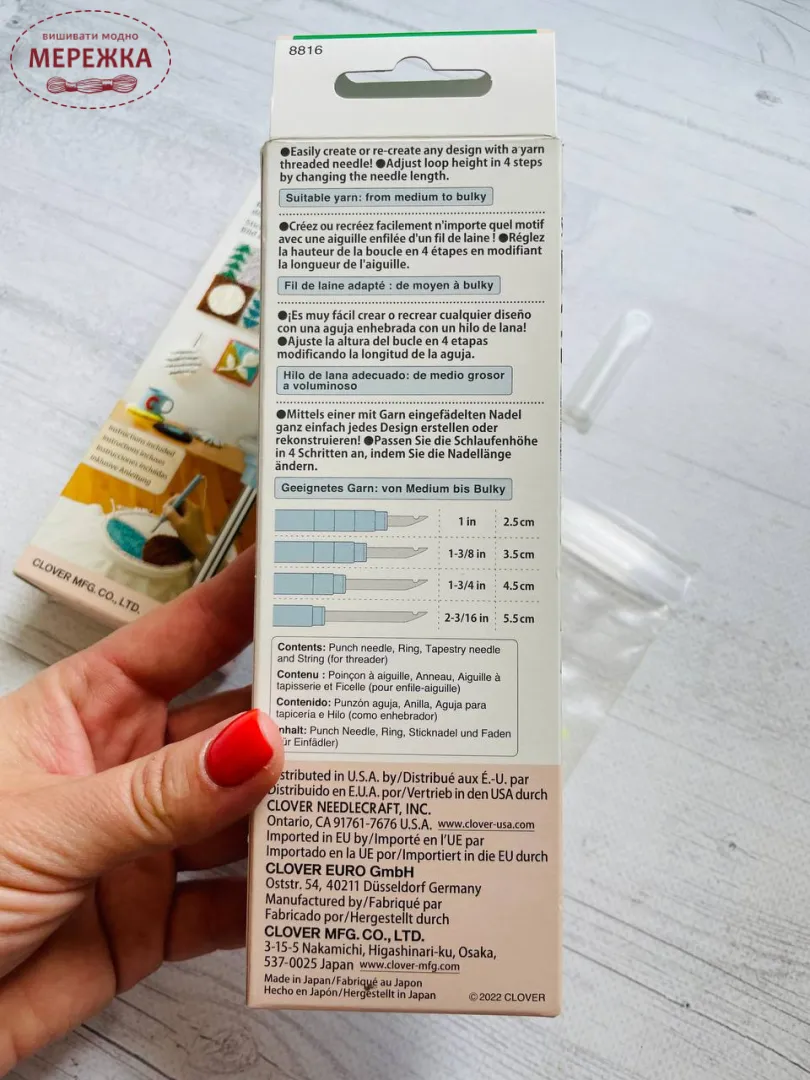 вишивати модно
МЕРЕЖКА
8816
●Easily create or re-create any design with a yarn
threaded needle! ●Adjust loop height in 4 steps
by changing the needle length.
Suitable yarn: from medium to bulky
●Créez ou recréez facilement n'importe quel motif
avec une aiguille enfilée d'un fil de laine ! ●Réglez
la hauteur de la boucle en 4 étapes en modifiant
la longueur de l'aiguille.
Fil de laine adapté : de moyen à bulky
●¡Es muy fácil crear o recrear cualquier diseño
con una aguja enhebrada con un hilo de lana!
●Ajuste la altura del bucle en 4 etapas
modificando la longitud de la aguja.
Hilo de lana adecuado: de medio grosor
a voluminoso
●Mittels einer mit Garn eingefädelten Nadel
ganz einfach jedes Design erstellen oder
rekonstruieren! ●Passen Sie die Schlaufenhöhe
in 4 Schritten an, indem Sie die Nadellänge
ändern.
Geeignetes Garn: von Medium bis Bulky
1 in 2.5cm
1-3/8 in 3.5cm
1-3/4 in 4.5cm
2-3/16 in 5.5cm
Contents: Punch needle, Ring, Tapestry needle
and String (for threader)
Contenu : Poinçon à aiguille, Anneau, Aiguille à
tapisserie et Ficelle (pour enfile-aiguille)
Contenido: Punzón aguja, Anilla, Aguja para
tapiceria e Hilo (como enhebrador)
nhalt: Punch Needle, Ring, Sticknadel und Faden
ür Einfädler)
istributed in U.S.A. by/Distribué aux É.-U. par
Distribuido en E.U.A. por/Vertrieb in den USA durch
CLOVER NEEDLECRAFT, INC.
Ontario, CA 91761-7676 U.S.A. www.clover-usa.com
Imported in EU by/Importé en l'UE par
Importado en la UE por/Importiert in die EU durch
CLOVER EURO GmbH
Oststr. 54, 40211 Düsseldorf Germany
Manufactured by/Fabriqué par
Fabricado por/Hergestellt durch
CLOVER MFG. CO., LTD.
3-15-5 Nakamichi, Higashinari-ku, Osaka,
537-0025 Japan www.clover-mfg.com
Made in Japan/Fabriqué au Japon
Hecho en Japón/Hergestellt in Japan
©2022 CLOVER
Instructions included
Instructions incluses
Instrucciones incluidas
inklusive Anleitung
CLOVER MFG. CO., LTD.